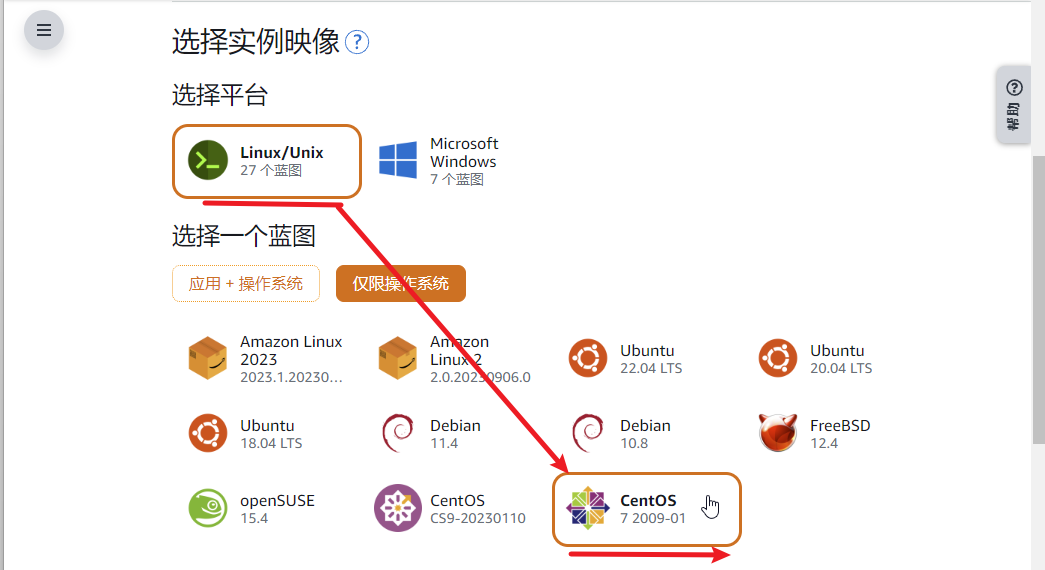 选择实例映像
选择平台
Linux/Unix
27 个蓝图
Microsoft
Windows
7 个蓝图
帮助
选择一个蓝图
应用 + 操作系统
仅限操作系统
Amazon Linux
2023
2023.1.20230...
Amazon
Linux 2
2.0.20230906.0
Ubuntu
22.04 LTS
Ubuntu
20.04 LTS
Ubuntu
18.04 LTS
Debian
11.4
Debian
10.8
FreeBSD
12.4
openSUSE
15.4
CentOS
CS9-20230110
CentOS
7 2009-01